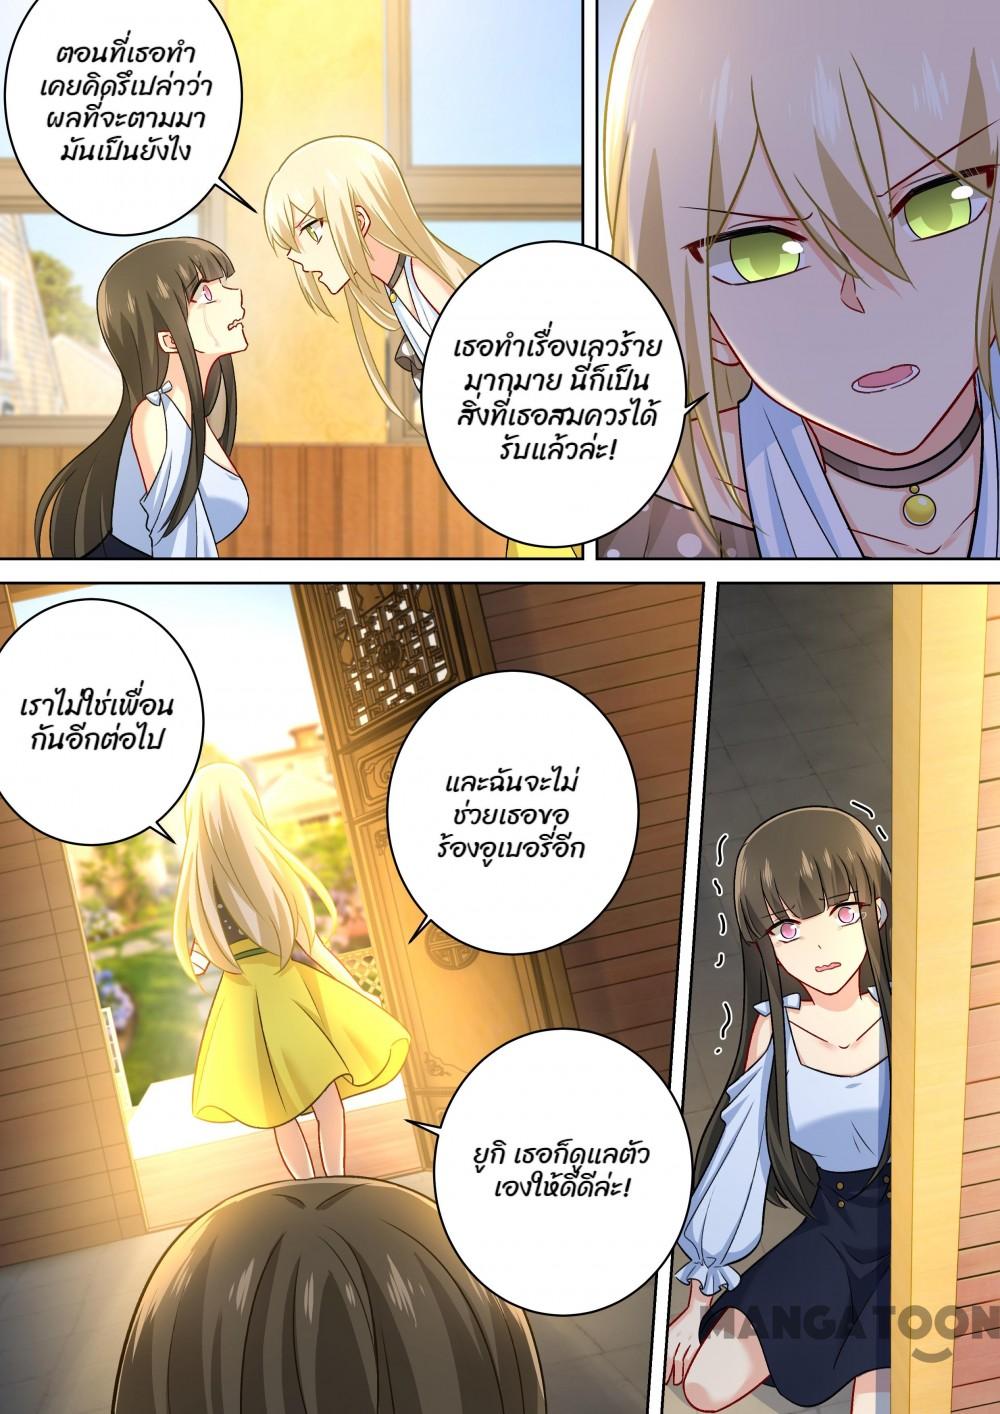 ตอนที่เธอทำ
เคยคิดรึเปล่าว่า
ผลที่จะตามมา
มันเป็นยังไง
เธอทำเรื่องเลวร้าย
มากมาย นี่ก็เป็น
สิ่งที่เธอสมควรได้
รับแล้วล่ะ!
เราไม่ใช่เพื่อน
กันอีกต่อไป
และฉันจะไม่
ช่วยเธอขอ
ร้องอูเบอรี่อีก
ยูกิ เธอก็ดูแลตัว
เองให้ดีดีล่ะ!
MANGATOON